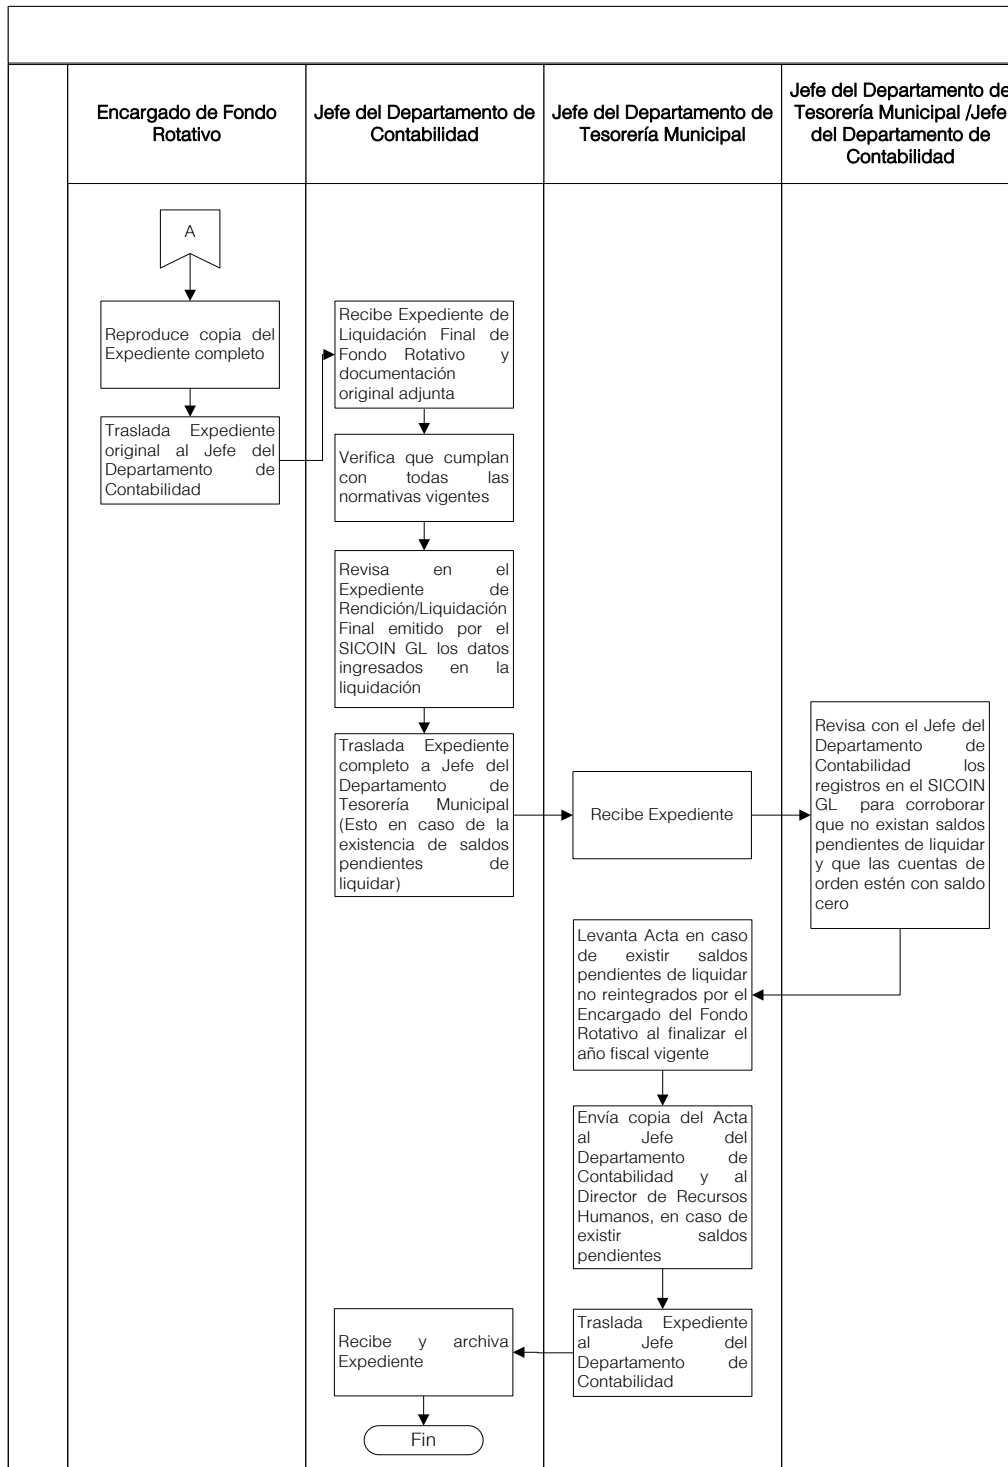 Encargado de Fondo
Rotativo
Jefe del Departamento de
Contabilidad
Jefe del Departamento de
Tesorería Municipal
Jefe del Departamento de
Tesorería Municipal /Jefe
del Departamento de
Contabilidad
A
Reproduce copia del
Expediente completo
Traslada Expediente
original al Jefe del
Departamento de
Contabilidad
Recibe Expediente de
Liquidación Final de
Fondo Rotativo y
documentación
original adjunta
Verifica que cumplan
con todas las
normativas vigentes
Revisa en el
Expediente de
Rendición/Liquidación
Final emitido por el
SICOIN GL los datos
ingresados en la
liquidación
Traslada Expediente
completo a Jefe del
Departamento de
Tesorería Municipal
(Esto en caso de la
existencia de saldos
pendientes de
liquidar)
Recibe Expediente
Revisa con el Jefe del
Departamento de
Contabilidad los
registros en el SICOIN
GL para corroborar
que no existan saldos
pendientes de liquidar
y que las cuentas de
orden estén con saldo
cero
Levanta Acta en caso
de existir saldos
pendientes de liquidar
no reintegrados por el
Encargado del Fondo
Rotativo al finalizar el
año fiscal vigente
Envía copia del Acta
al Jefe del
Departamento de
Contabilidad y al
Director de Recursos
Humanos, en caso de
existir saldos
pendientes
Traslada Expediente
al Jefe del
Departamento de
Contabilidad
Recibe y archiva
Expediente
Fin